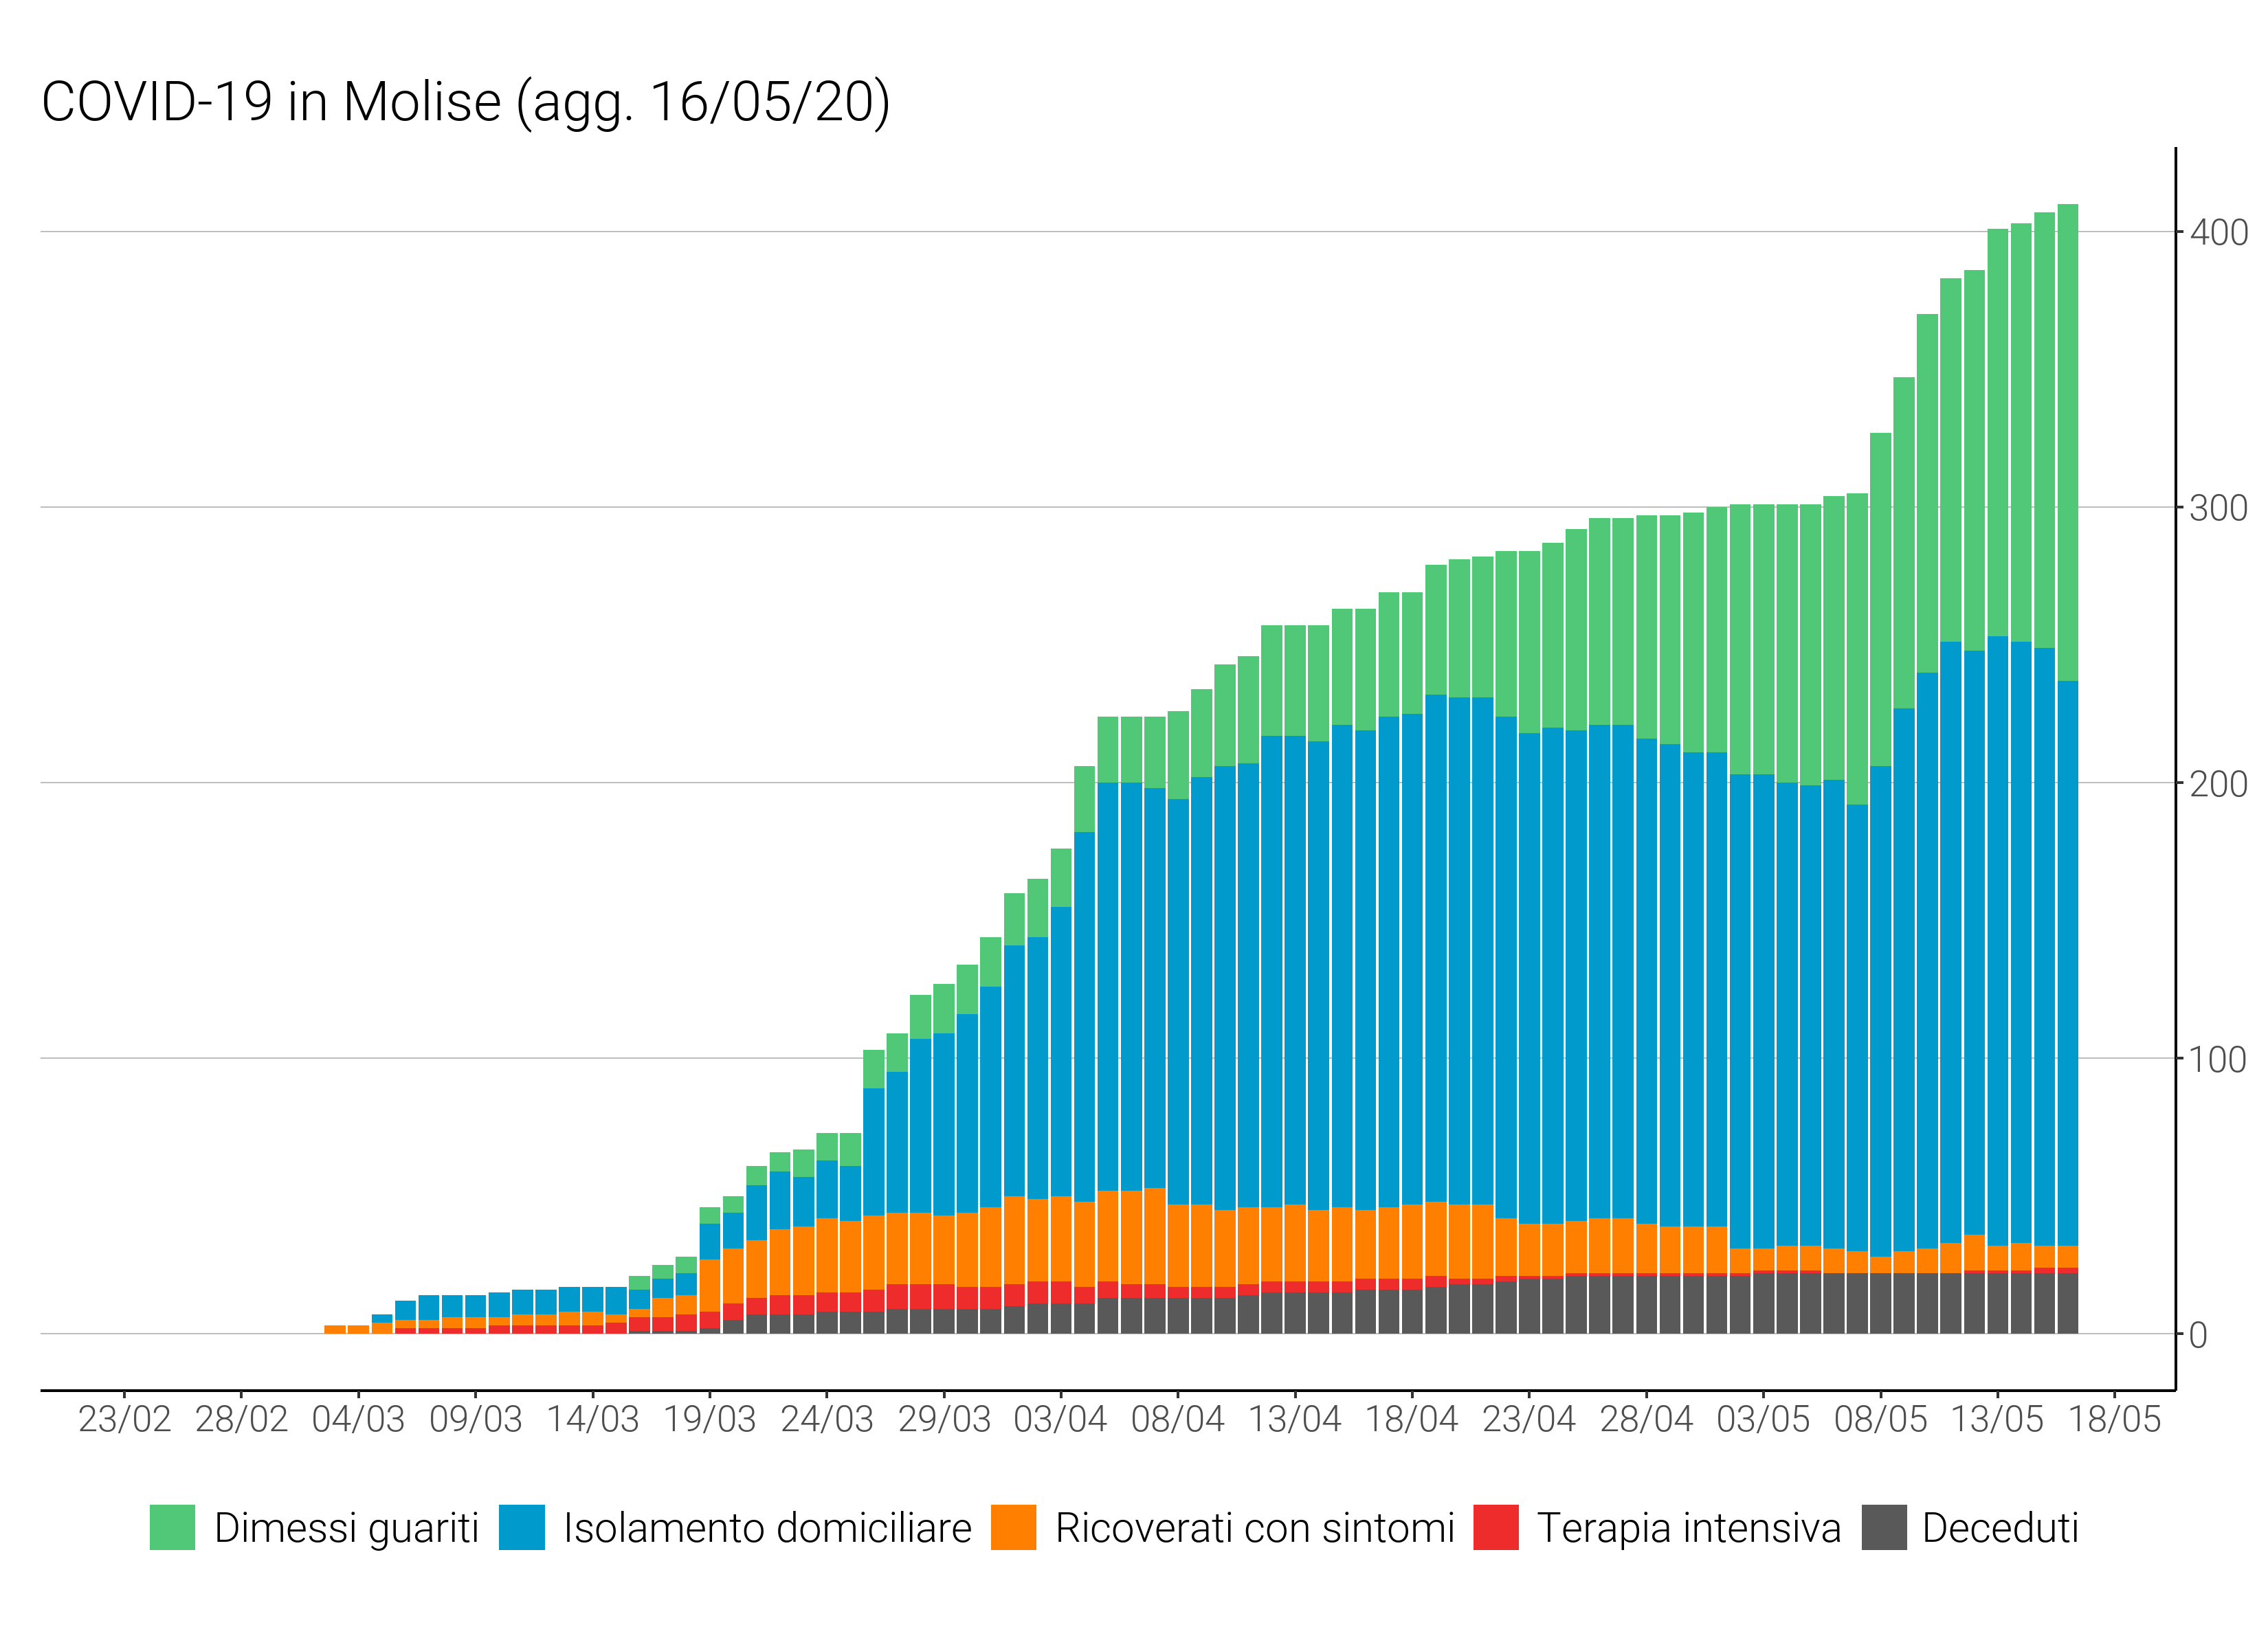 COVID-19 in Molise (agg. 16/05/20)
400
300
200
100
0
23/02 28/02 04/03 09/03 14/03 19/03 24/03 29/03 03/04 08/04 13/04 18/04 23/04 28/04 03/05 08/05 13/05 18/05
Dimessi guariti Isolamento domiciliare Ricoverati con sintomi Terapia intensiva Deceduti